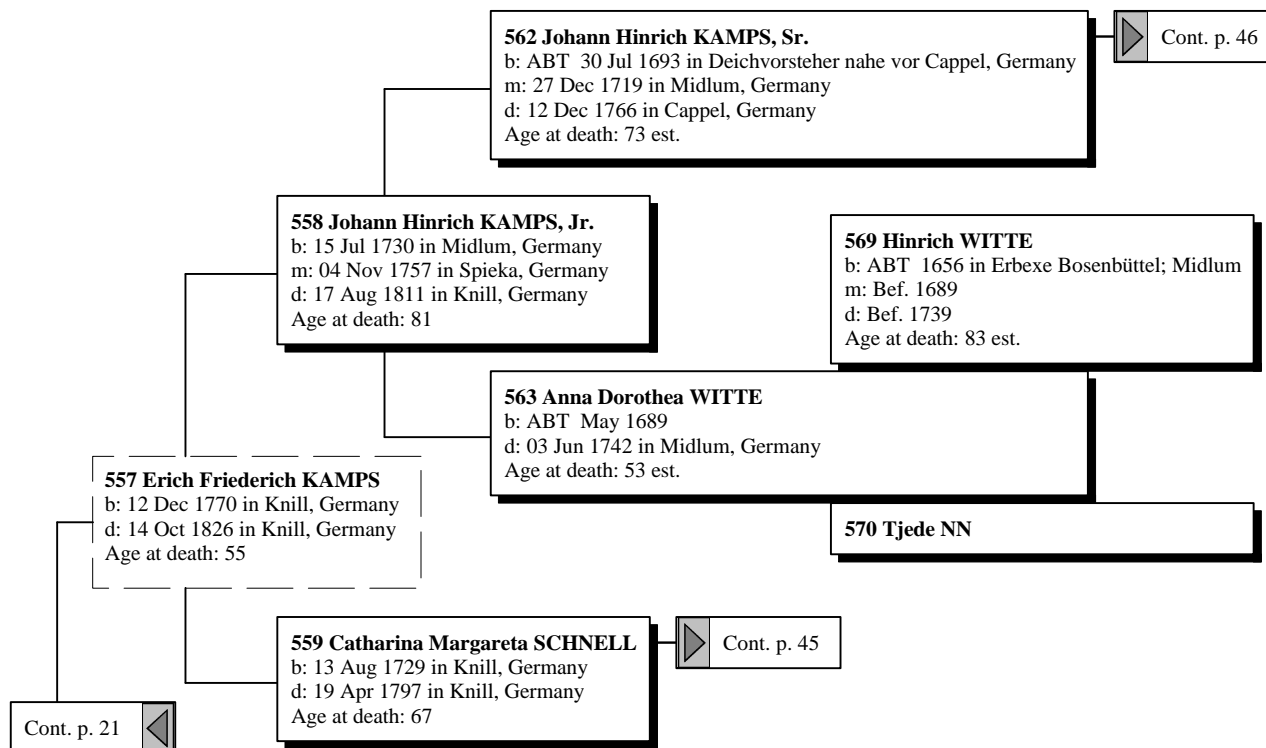 562 Johann Hinrich KAMPS, Sr.
b: ABT  30 Jul 1693 in Deichvorsteher nahe vor Cappel, Germany
m: 27 Dec 1719 in Midlum, Germany
d: 12 Dec 1766 in Cappel, Germany
Age at death: 73 est.
Cont. p. 46
558 Johann Hinrich KAMPS, Jr.
b: 15 Jul 1730 in Midlum, Germany
m: 04 Nov 1757 in Spieka, Germany
d: 17 Aug 1811 in Knill, Germany
Age at death: 81
569 Hinrich WITTE
b: ABT  1656 in Erbexe Bosenbüttel; Midlum
m: Bef. 1689
d: Bef. 1739
Age at death: 83 est.
563 Anna Dorothea WITTE
b: ABT  May 1689
d: 03 Jun 1742 in Midlum, Germany
Age at death: 53 est.
557 Erich Friederich KAMPS
b: 12 Dec 1770 in Knill, Germany
d: 14 Oct 1826 in Knill, Germany
Age at death: 55
570 Tjede NN
559 Catharina Margareta SCHNELL
b: 13 Aug 1729 in Knill, Germany
d: 19 Apr 1797 in Knill, Germany
Age at death: 67
Cont. p. 45
Cont. p. 21